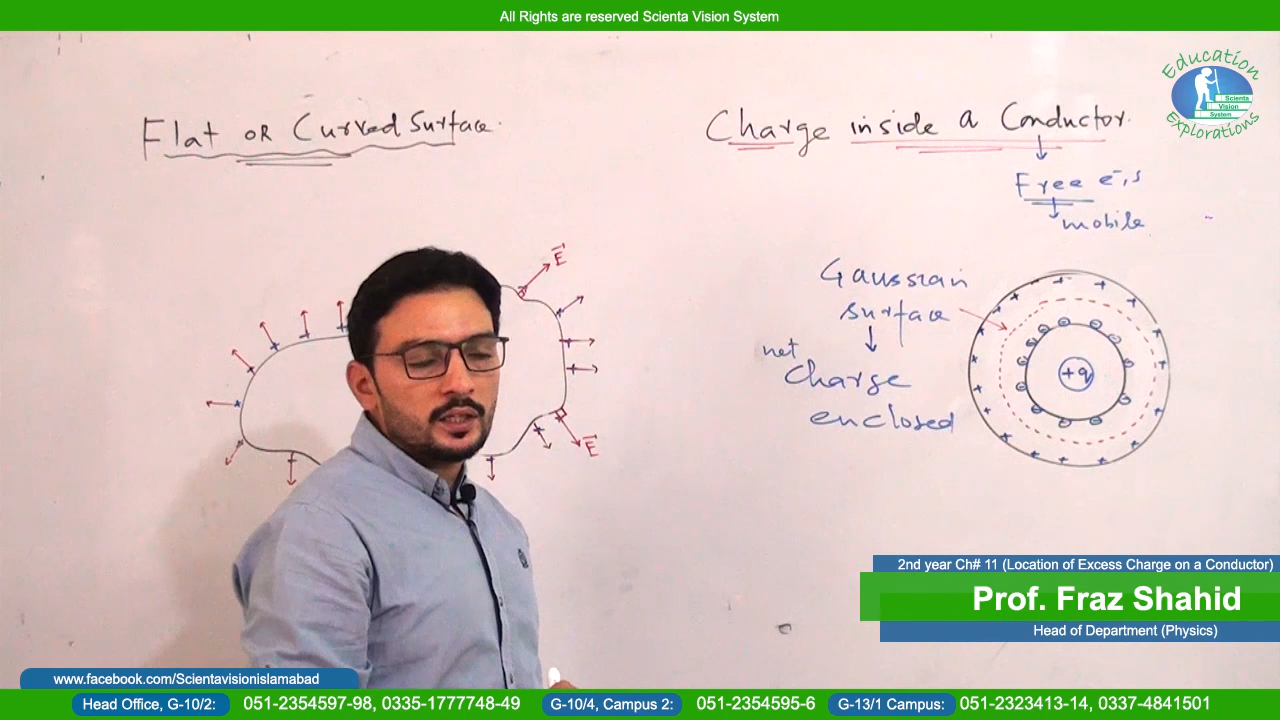 All Rights are reserved Scienta Vision System
Education
Scienta
Vision
System
Explorations
Flat OR Curved Surface.
Charge inside a Conductor.
Free e⁻,s
mobile
E⃗
Gaussian
surface
net
Charge
enclosed
+q
E⃗
2nd year Ch# 11 (Location of Excess Charge on a Conductor)
Prof. Fraz Shahid
Head of Department (Physics)
www.facebook.com/Scientavisionislamabad
Head Office, G-10/2: 051-2354597-98, 0335-1777748-49 G-10/4, Campus 2: 051-2354595-6 G-13/1 Campus: 051-2323413-14, 0337-4841501